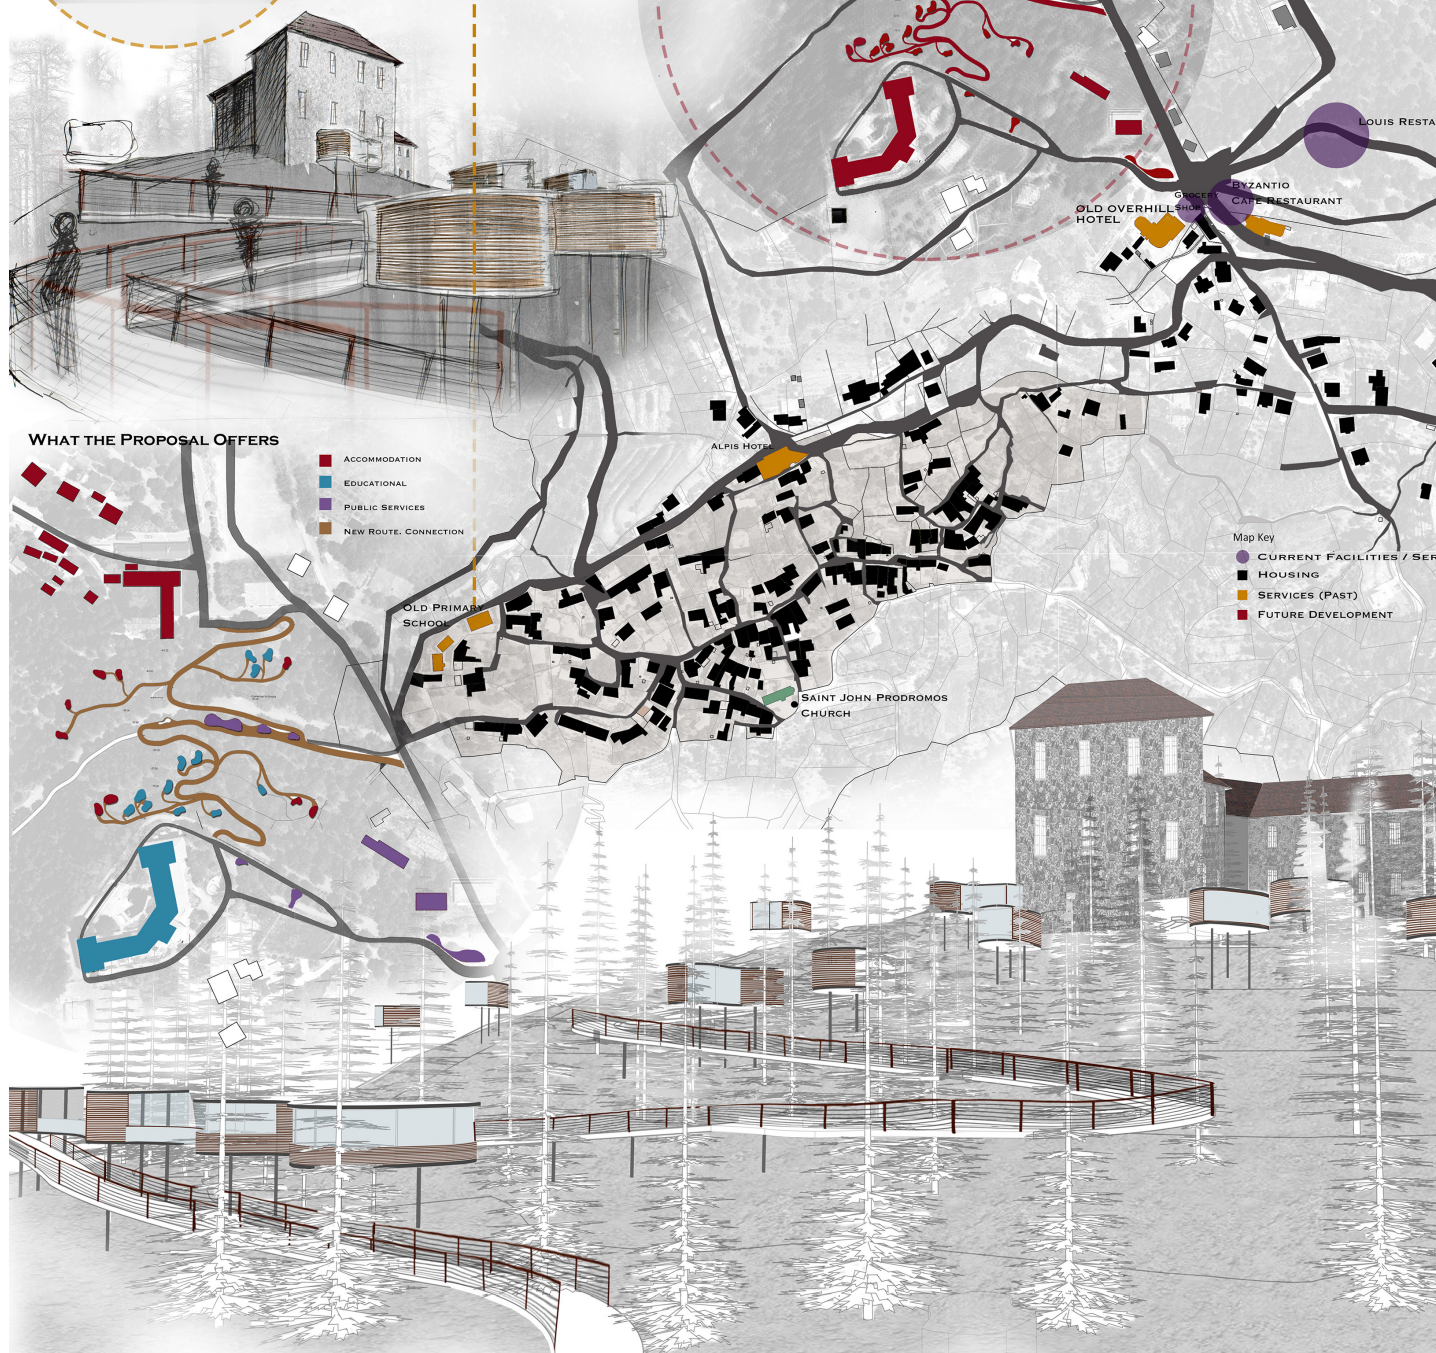 Louis Resta
Byzantio
Cafe Restaurant
Grocery
Shop
Old Overhill
Hotel
What the Proposal Offers
Accommodation
Educational
Public Services
New Route. Connection
Alpis Hotel
Map Key
Current Facilities / Ser
Housing
Services (Past)
Future Development
Old Primary
School
Saint John Prodromos
Church